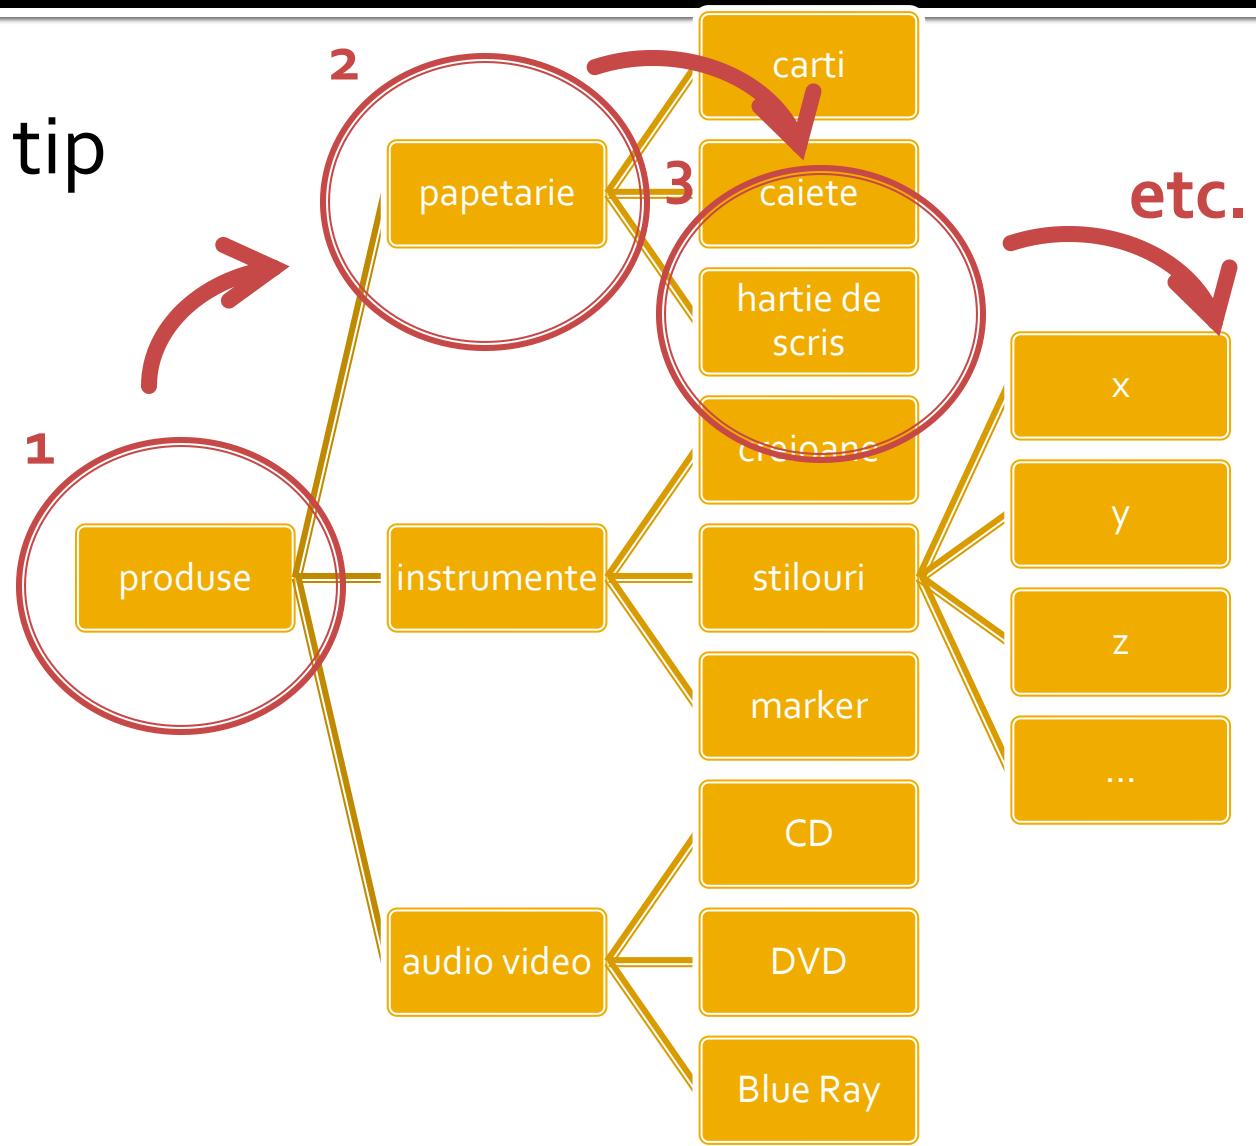 tip
1
2
3
etc.
produse
papetarie
instrumente
audio video
carti
caiete
hartie de
scris
creioane
stilouri
marker
CD
DVD
Blue Ray
x
y
z
...